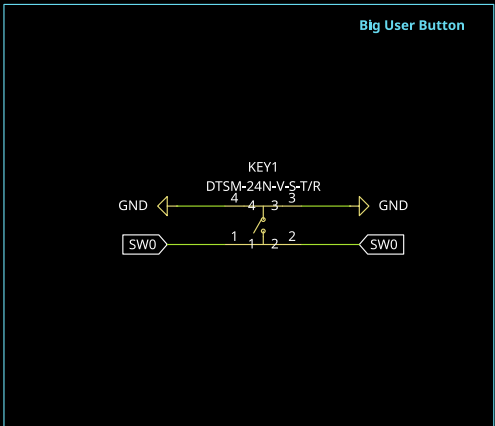 Big User Button
KEY1
DTSM-24N-V-S-T/R
4 3
GND 4 3 GND
1 2
SW0 1 2 SW0